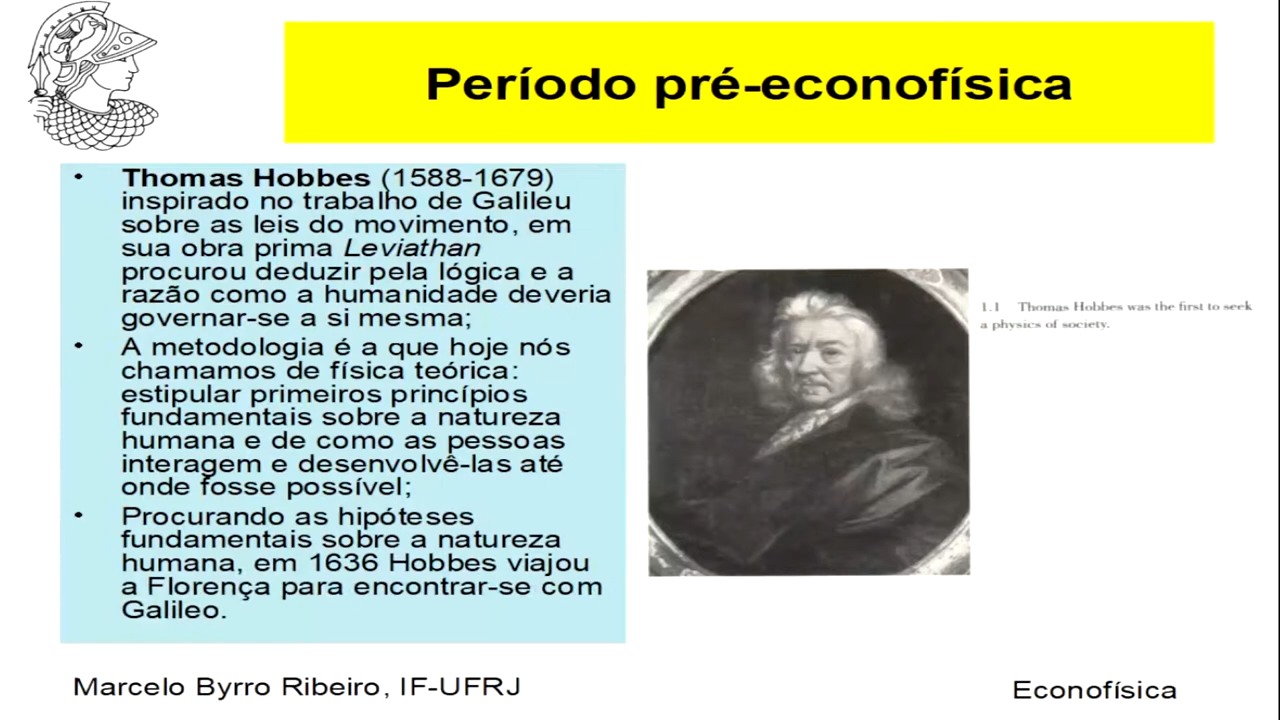 Período pré-econofísica
• Thomas Hobbes (1588-1679)
inspirado no trabalho de Galileu
sobre as leis do movimento, em
sua obra prima Leviathan
procurou deduzir pela lógica e a
razão como a humanidade deveria
governar-se a si mesma;
• A metodologia é a que hoje nós
chamamos de física teórica:
estipular primeiros princípios
fundamentais sobre a natureza
humana e de como as pessoas
interagem e desenvolvê-las até
onde fosse possível;
• Procurando as hipóteses
fundamentais sobre a natureza
humana, em 1636 Hobbes viajou
a Florença para encontrar-se com
Galileo.
1.1 Thomas Hobbes was the first to seek
a physics of society.
Marcelo Byrro Ribeiro, IF-UFRJ
Econofísica